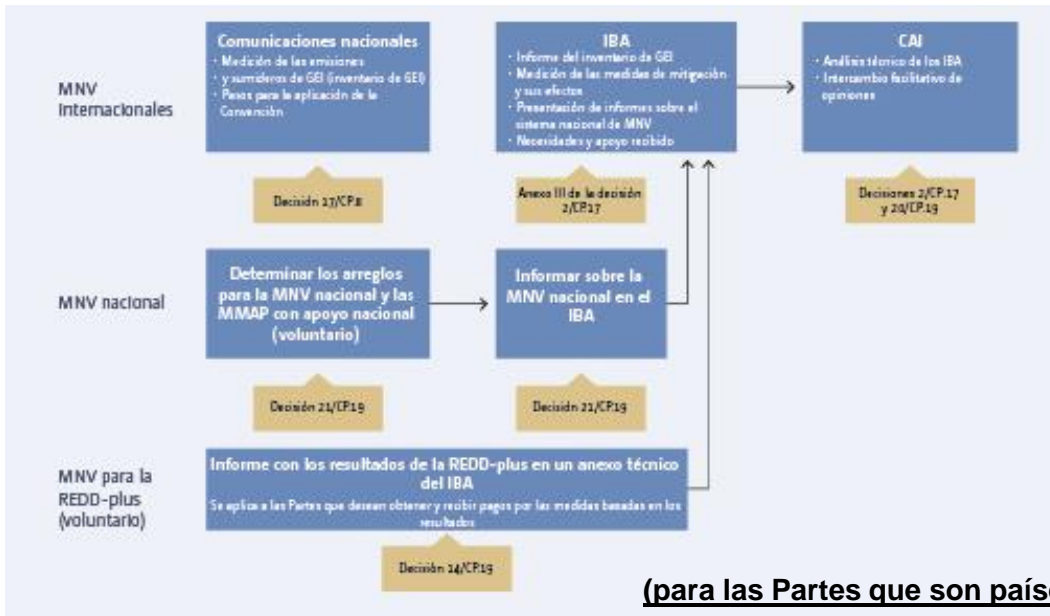 MNV
Internacionales
Comunicaciones nacionales
· Medición de las emisiones
· y sumideros de GEI (inventario de GEI)
· Pasos para la aplicación de la
Convención
IBA
· Informe del inventario de GEI
· Medición de las medidas de mitigación
y sus efectos
· Presentación de informes sobre el
sistema nacional de MNV
· Necesidades y apoyo recibido
CAI
· Análisis técnico de los IBA
· Intercambio facilitativo de
opiniones
Decisión 17/CP.8
Anexo III de la decisión
2/CP.17
Decisiones 2/CP.17
y 20/CP.19
MNV nacional
Determinar los arreglos
para la MNV nacional y las
MMAP con apoyo nacional
(voluntario)
Informar sobre la
MNV nacional en el
IBA
Decisión 21/CP.19
Decisión 21/CP.19
MNV para la
REDD-plus
(voluntario)
Informe con los resultados de la REDD-plus en un anexo técnico
del IBA
Se aplica a las Partes que desean obtener y recibir pagos por las medidas basadas en los
resultados
Decisión 14/CP.19
(para las Partes que son país